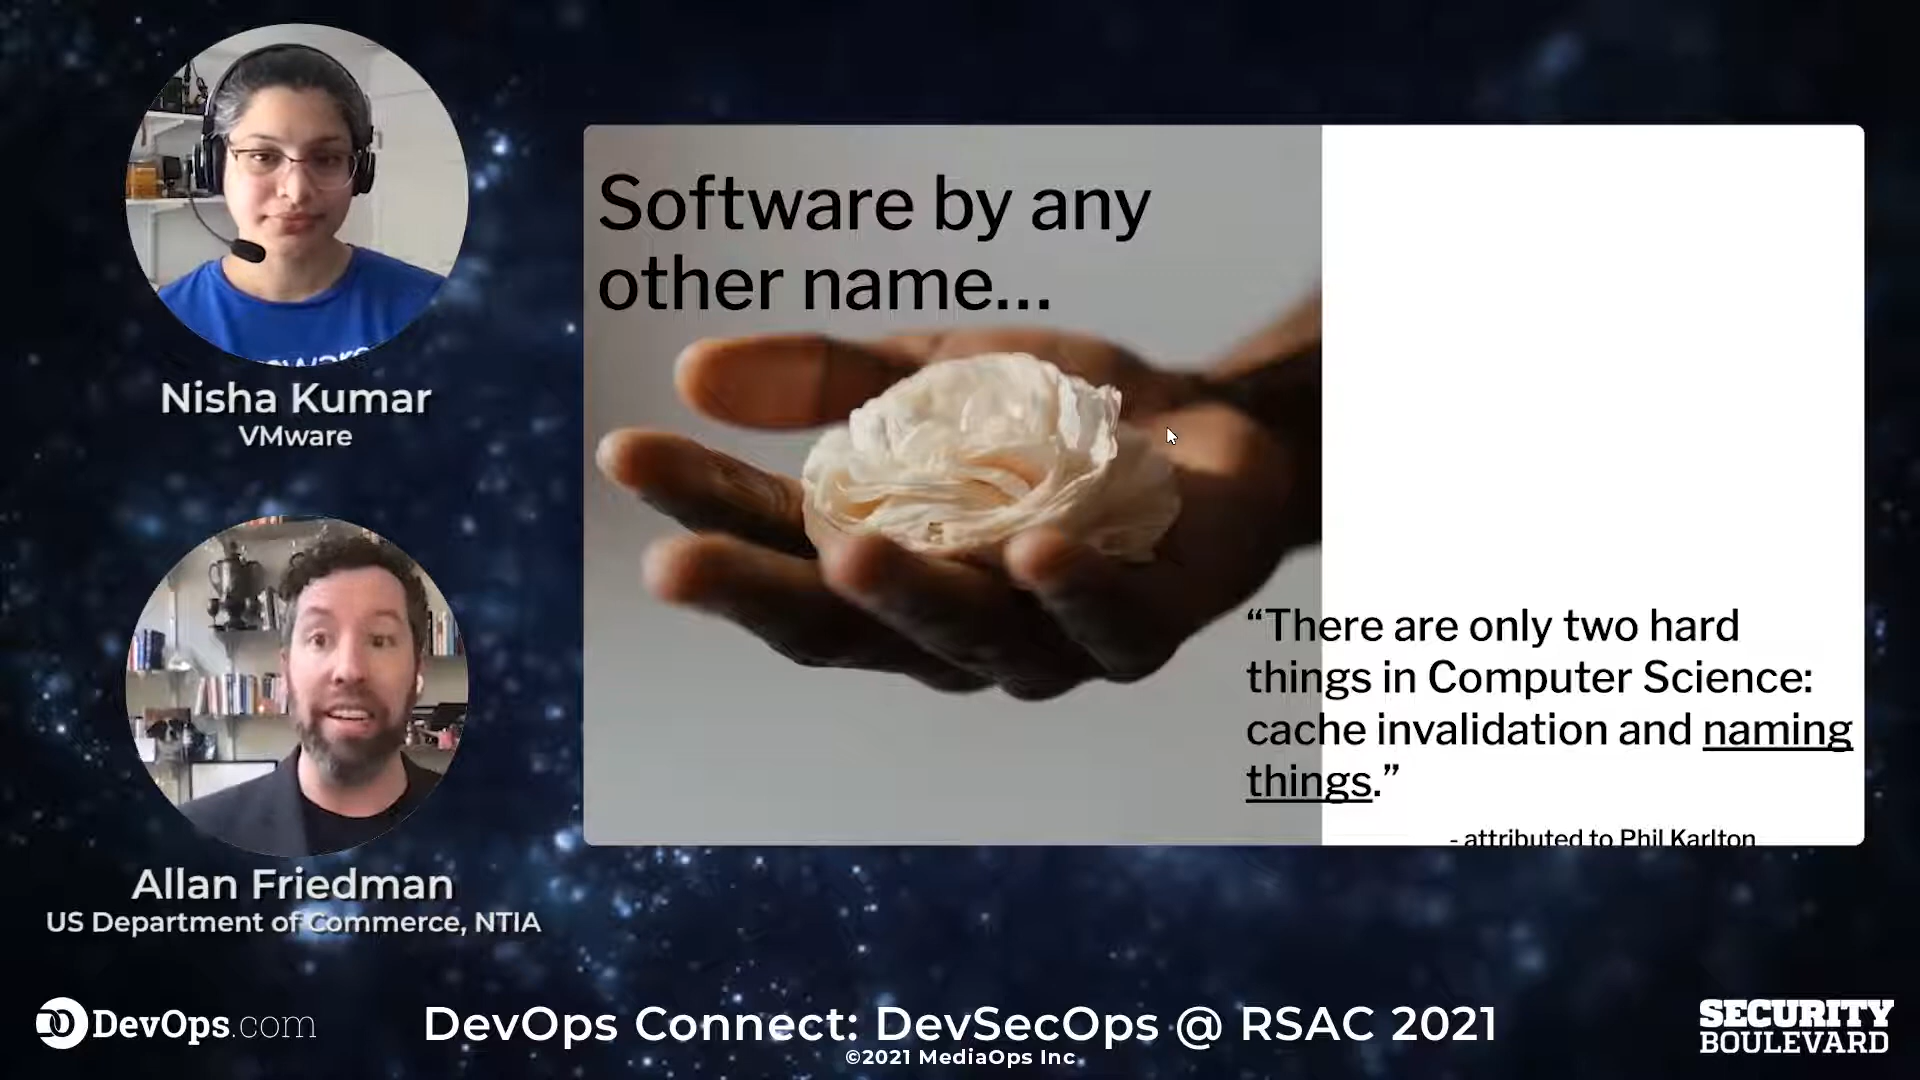 Nisha Kumar
VMware
Allan Friedman
US Department of Commerce, NTIA
Software by any
other name...
“There are only two hard
things in Computer Science:
cache invalidation and naming
things.”
- attributed to Phil Karlton
DevOps.com
DevOps Connect: DevSecOps @ RSAC 2021
©2021 MediaOps Inc
SECURITY
BOULEVARD